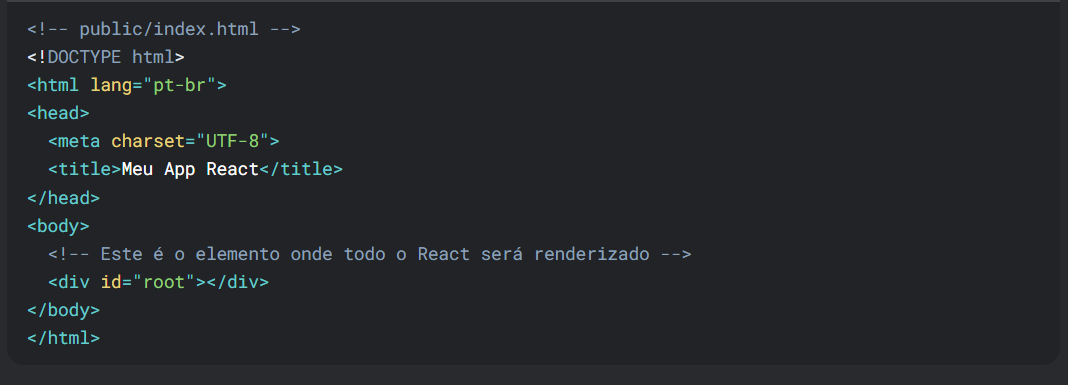 <!-- public/index.html -->
<!DOCTYPE html>
<html lang="pt-br">
<head>
  <meta charset="UTF-8">
  <title>Meu App React</title>
</head>
<body>
  <!-- Este é o elemento onde todo o React será renderizado -->
  <div id="root"></div>
</body>
</html>